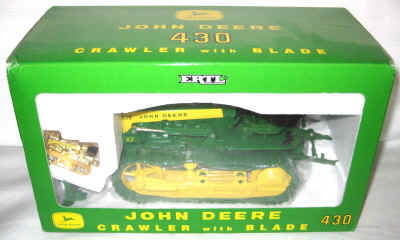 JOHN DEERE
430
CRAWLER with BLADE
ERTL
JOHN DEERE
JOHN DEERE
CRAWLER with BLADE
430